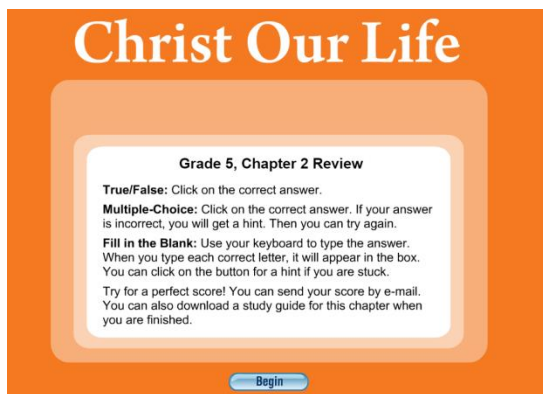 Christ Our Life
Grade 5, Chapter 2 Review
True/False: Click on the correct answer.
Multiple-Choice: Click on the correct answer. If your answer
is incorrect, you will get a hint. Then you can try again.
Fill in the Blank: Use your keyboard to type the answer.
When you type each correct letter, it will appear in the box.
You can click on the button for a hint if you are stuck.
Try for a perfect score! You can send your score by e-mail.
You can also download a study guide for this chapter when
you are finished.
Begin